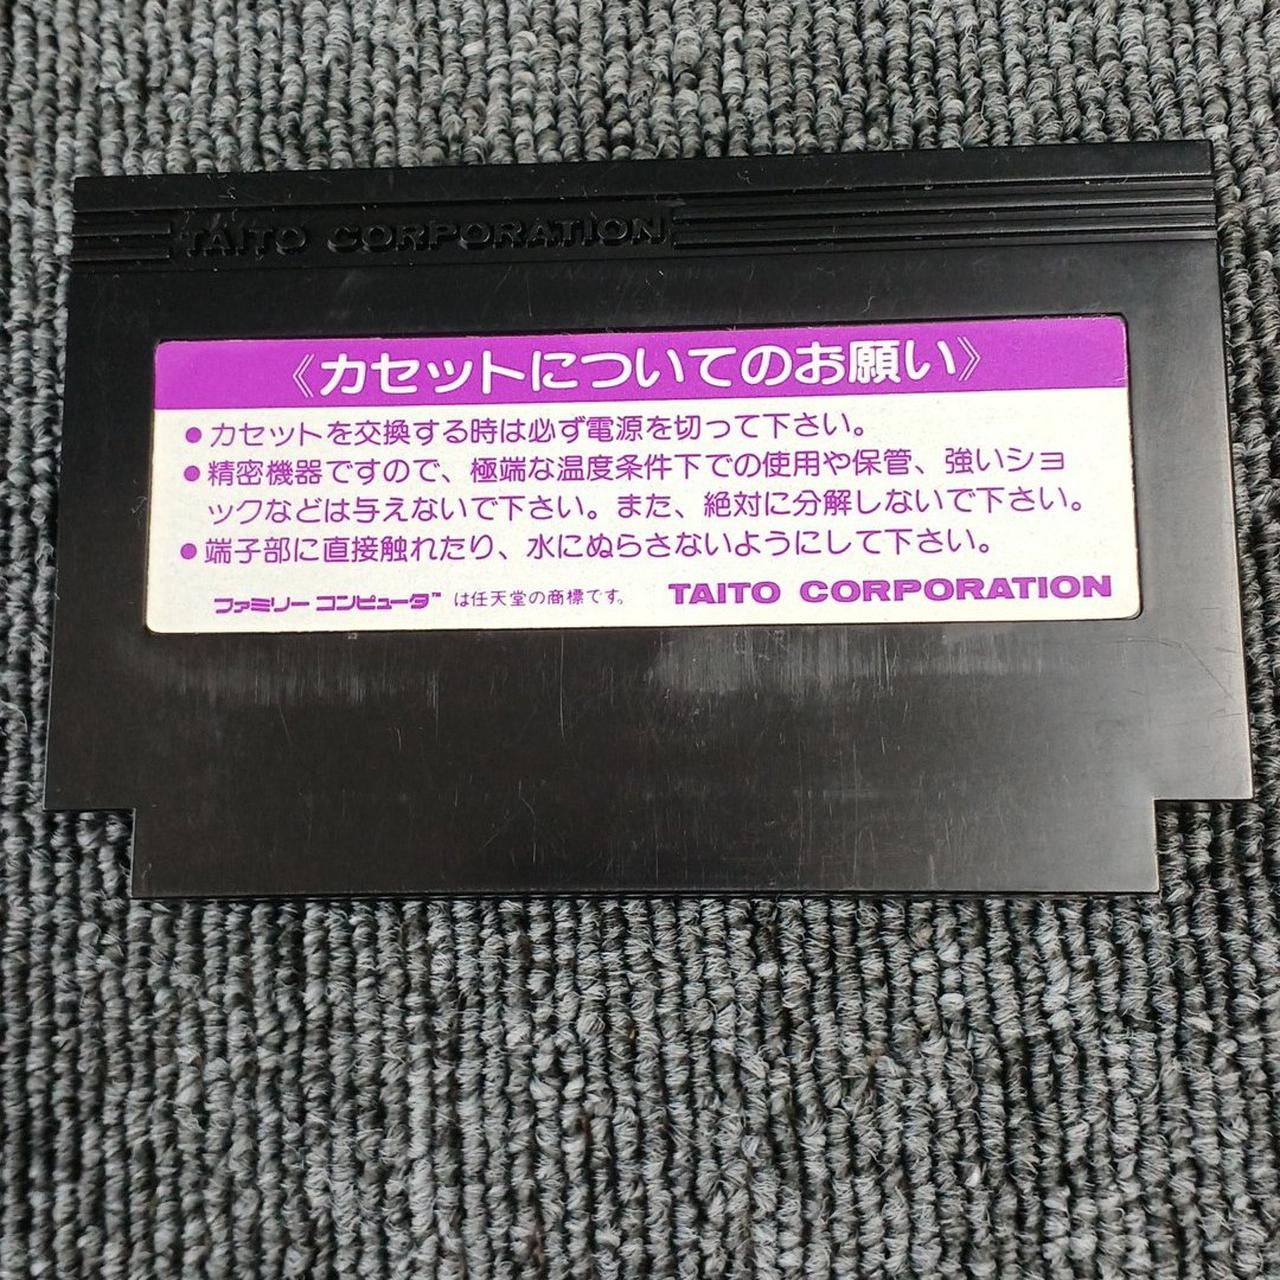 TAITO CORPORATION
《カセットについてのお願い》
●カセットを交換する時は必ず電源を切って下さい。
●精密機器ですので、極端な温度条件下での使用や保管、強いショ
ックなどは与えないで下さい。また、絶対に分解しないで下さい。
●端子部に直接触れたり、水にぬらさないようにして下さい。
ファミリーコンピュータ™は任天堂の商標です。 TAITO CORPORATION